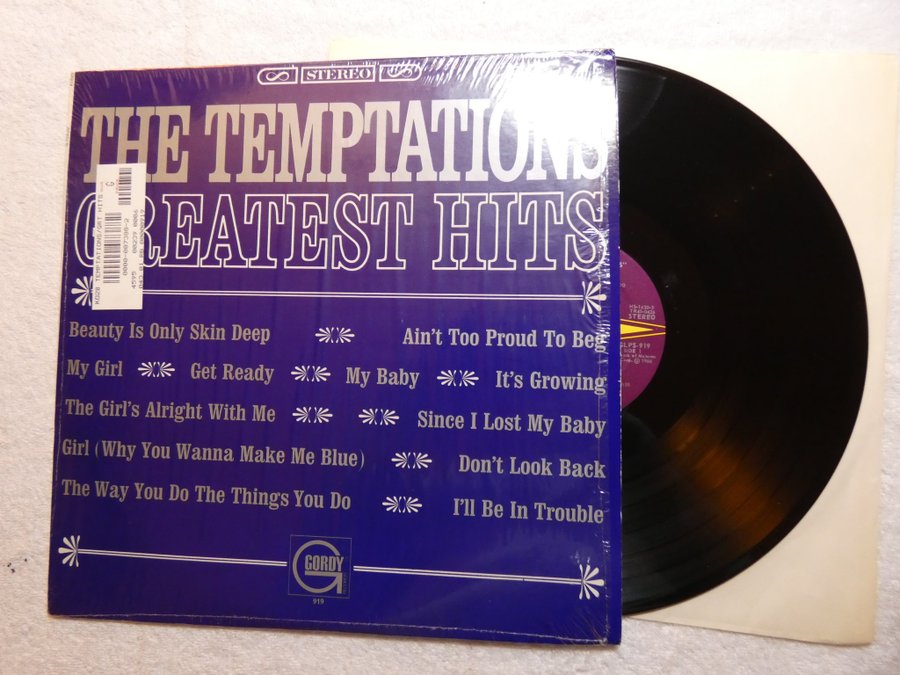 STEREO
THE TEMPTATIONS
GREATEST HITS
Beauty Is Only Skin Deep Ain't Too Proud To Beg
My Girl Get Ready My Baby It's Growing
The Girl's Alright With Me Since I Lost My Baby
Girl (Why You Wanna Make Me Blue) Don't Look Back
The Way You Do The Things You Do I'll Be In Trouble
GORDY
919
STEREO
SLPS-919
SIDE 1